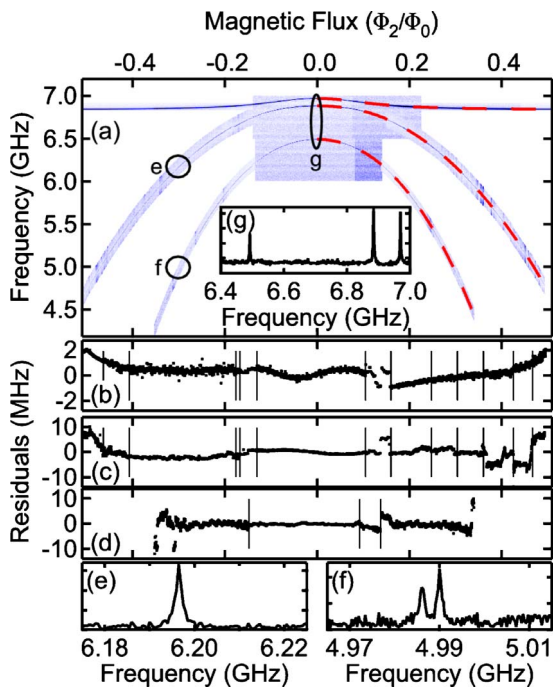 Magnetic Flux (Φ2/Φ0)
-0.4 -0.2 0.0 0.2 0.4
7.0
6.5
6.0
5.5
5.0
4.5
Frequency (GHz)
(a)
e
f
g
(g)
6.4 6.6 6.8 7.0
Frequency (GHz)
Residuals (MHz)
2
0
-2
(b)
10
0
-10
(c)
10
0
-10
(d)
(e)
(f)
6.18 6.20 6.22
4.97 4.99 5.01
Frequency (GHz)
Frequency (GHz)